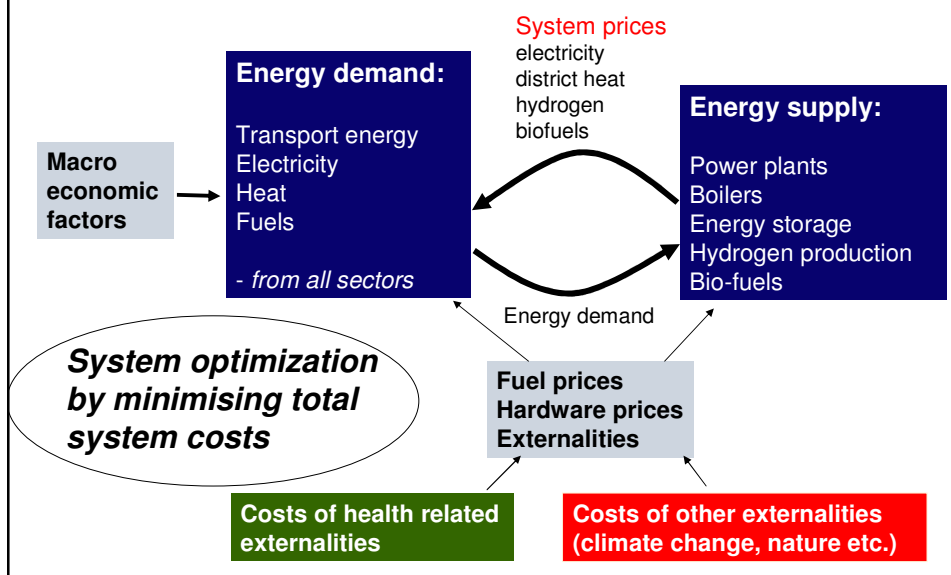 System prices
electricity
district heat
hydrogen
biofuels
Energy demand:
Transport energy
Electricity
Heat
Fuels
- from all sectors
Energy supply:
Power plants
Boilers
Energy storage
Hydrogen production
Bio-fuels
Macro
economic
factors
Energy demand
System optimization
by minimising total
system costs
Fuel prices
Hardware prices
Externalities
Costs of health related
externalities
Costs of other externalities
(climate change, nature etc.)